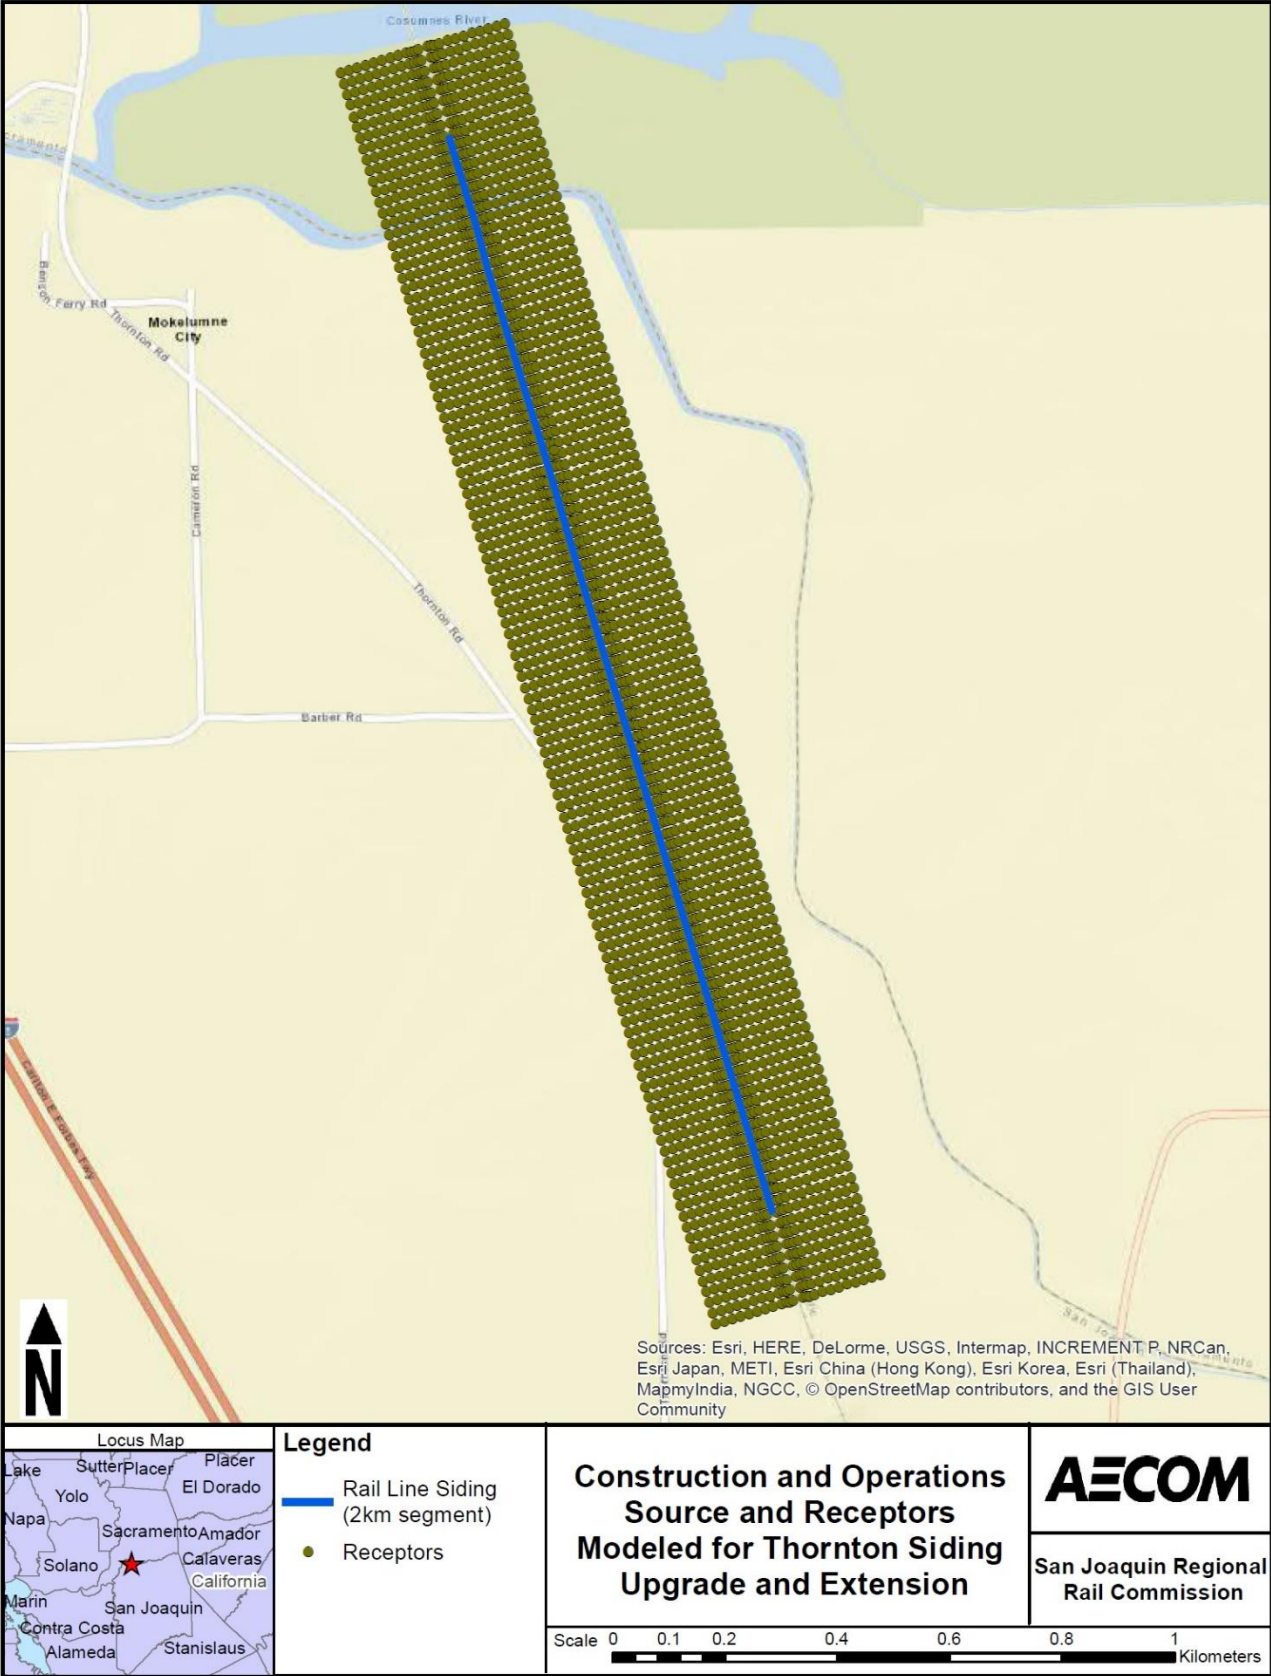 Cosumnes River
Sacramento
Benson Ferry Rd
Thornton Rd
Mokelumne
City
Cameron Rd
Thornton Rd
Barber Rd
Carlton E Forbes Fwy
N
Sources: Esri, HERE, DeLorme, USGS, Intermap, INCREMENT P, NRCan,
Esri Japan, METI, Esri China (Hong Kong), Esri Korea, Esri (Thailand),
MapmyIndia, NGCC, © OpenStreetMap contributors, and the GIS User
Community
Locus Map
Lake
Sutter
Placer
Placer
El Dorado
Yolo
Napa
Sacramento
Amador
Solano
Calaveras
California
Marin
San Joaquin
Contra Costa
Alameda
Stanislaus
Legend
Rail Line Siding
(2km segment)
Receptors
Construction and Operations
Source and Receptors
Modeled for Thornton Siding
Upgrade and Extension
AECOM
San Joaquin Regional
Rail Commission
Scale 0 0.1 0.2 0.4 0.6 0.8 1
Kilometers